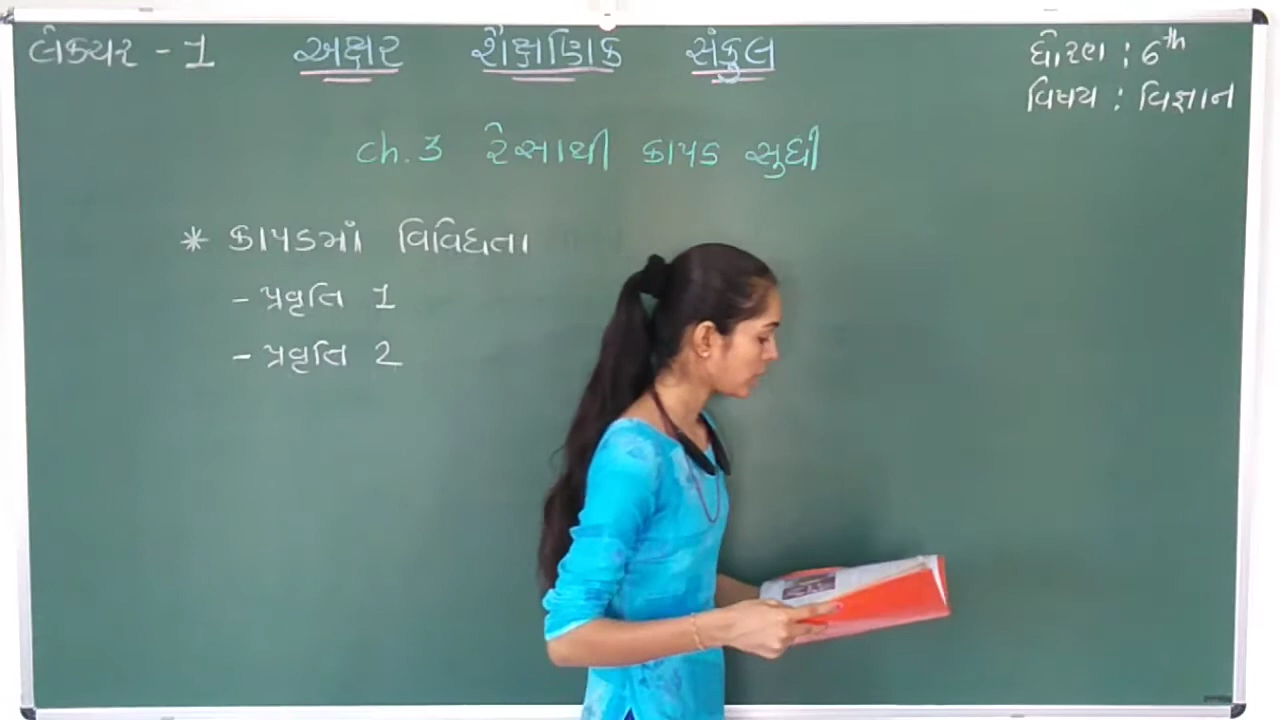 લેક્ચર - 1 અક્ષર શૈક્ષણિક સંકુલ ધોરણ : 6th
વિષય : વિજ્ઞાન
ch. 3 રેસાથી કાપડ સુધી
* કાપડમાં વિવિધતા
- પ્રવૃતિ 1
- પ્રવૃતિ 2